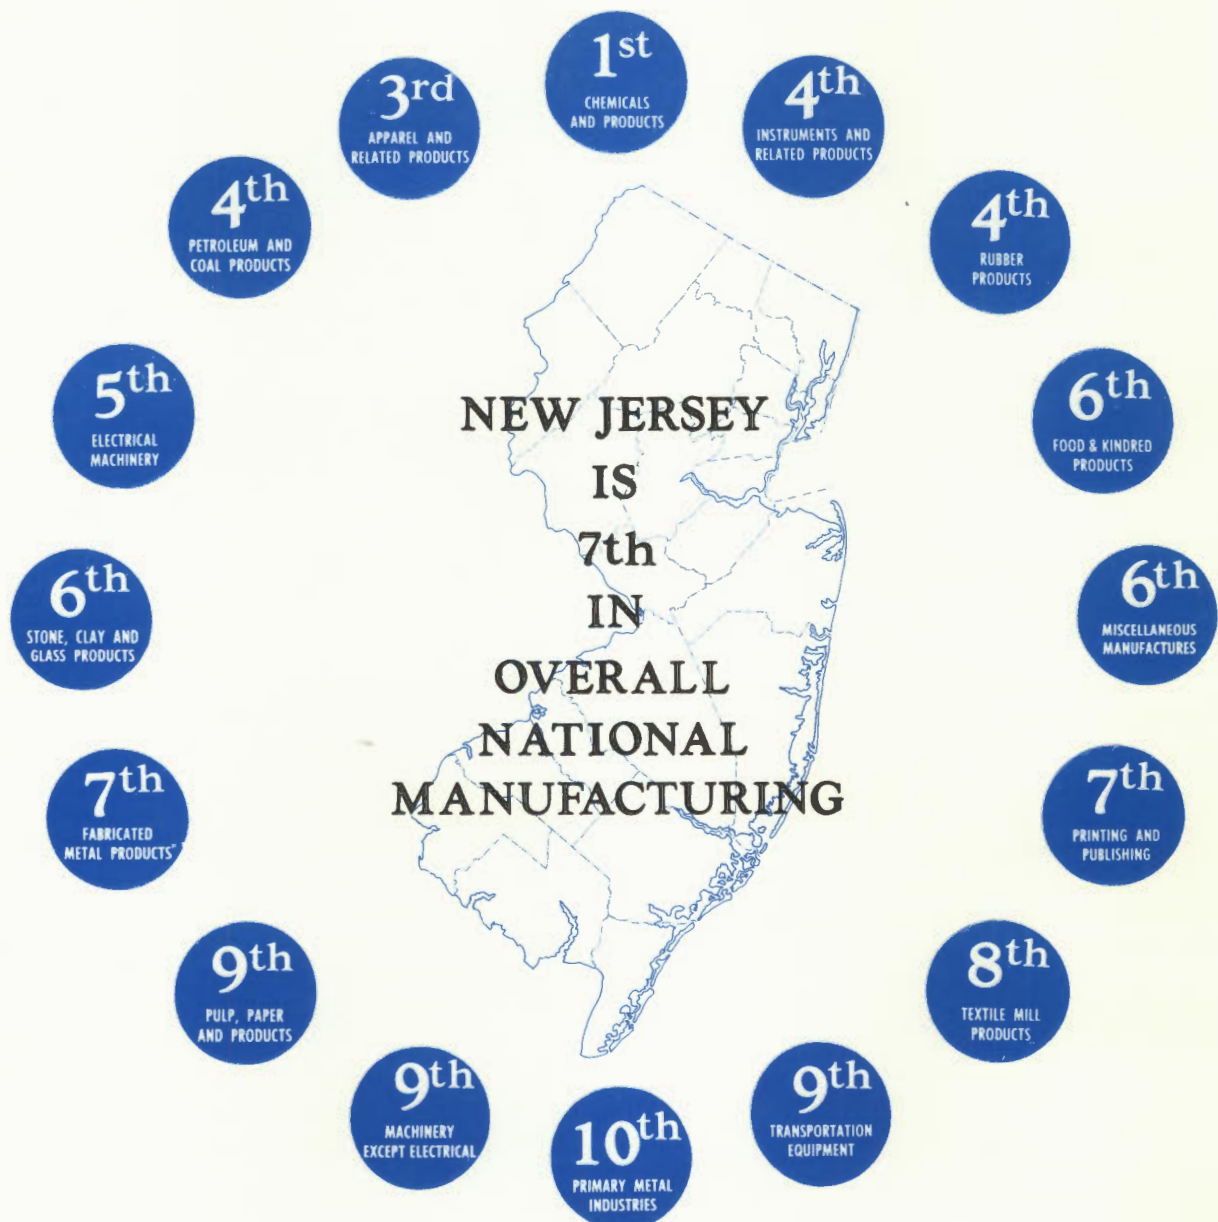 1st
CHEMICALS
AND PRODUCTS
4th
INSTRUMENTS AND
RELATED PRODUCTS
4th
RUBBER
PRODUCTS
6th
FOOD & KINDRED
PRODUCTS
6th
MISCELLANEOUS
MANUFACTURES
7th
PRINTING AND
PUBLISHING
8th
TEXTILE MILL
PRODUCTS
9th
TRANSPORTATION
EQUIPMENT
10th
PRIMARY METAL
INDUSTRIES
9th
MACHINERY
EXCEPT ELECTRICAL
9th
PULP, PAPER
AND PRODUCTS
7th
FABRICATED
METAL PRODUCTS
6th
STONE, CLAY AND
GLASS PRODUCTS
5th
ELECTRICAL
MACHINERY
4th
PETROLEUM AND
COAL PRODUCTS
3rd
APPAREL AND
RELATED PRODUCTS
NEW JERSEY
IS
7th
IN
OVERALL
NATIONAL
MANUFACTURING